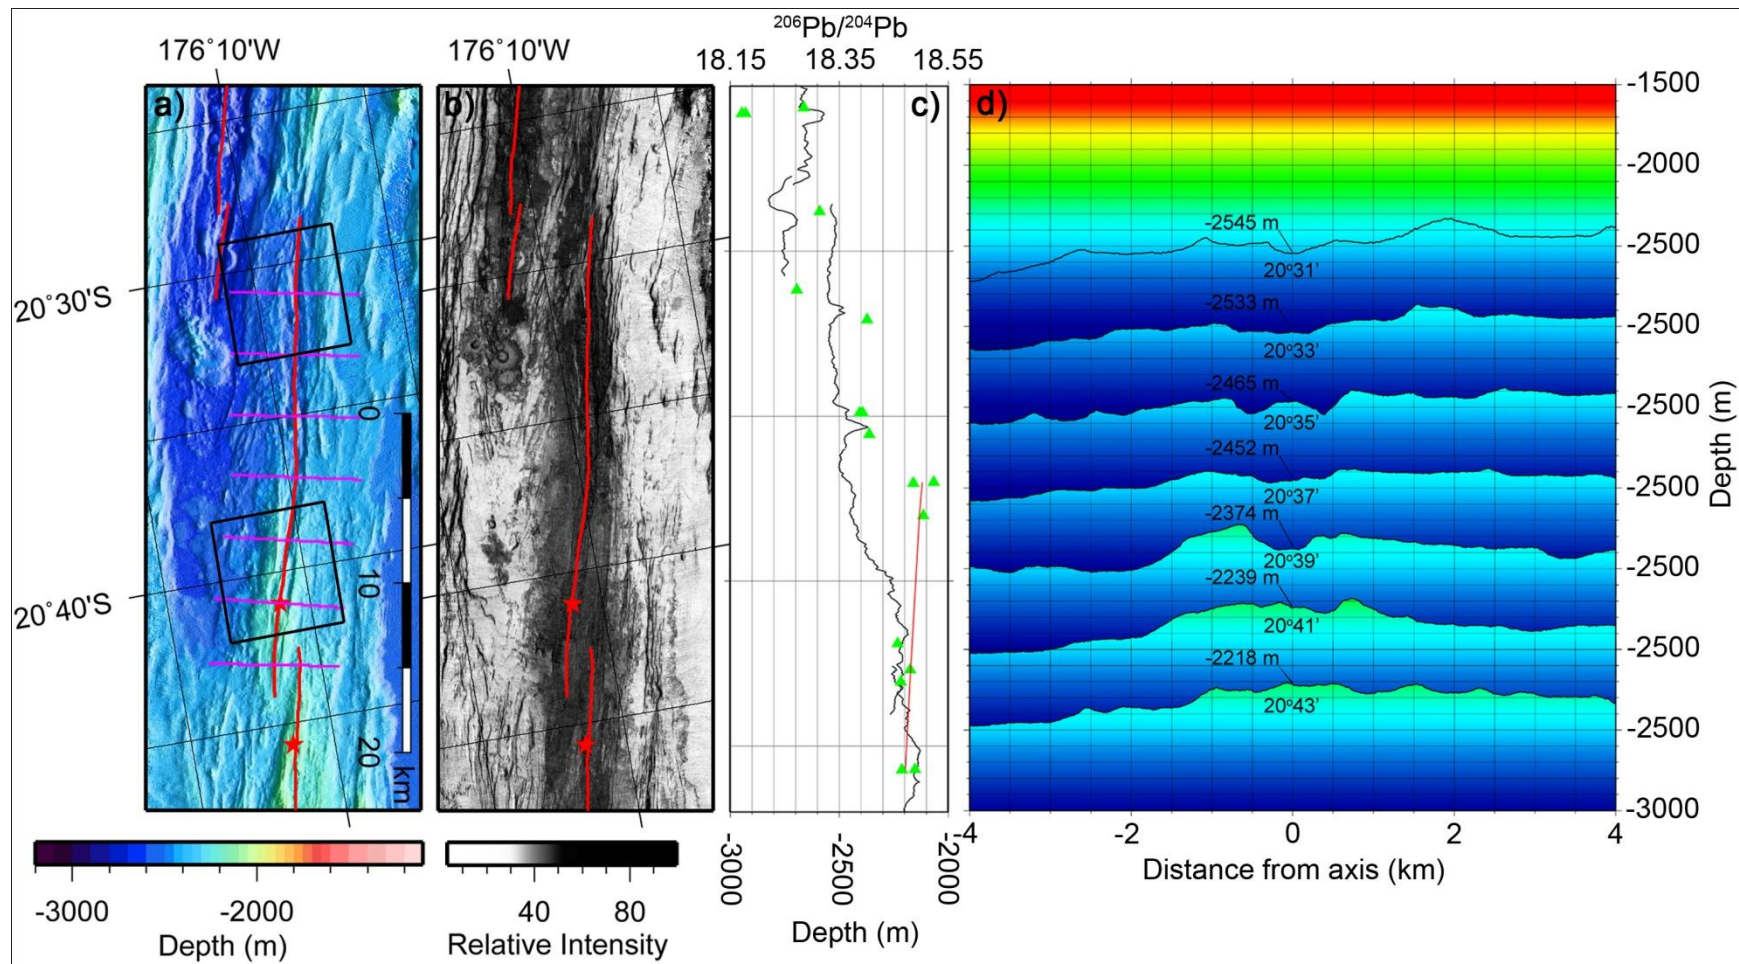 ²⁰⁶Pb/²⁰⁴Pb
176°10'W
176°10'W
18.15
18.35
18.55
a)
b)
c)
d)
-1500
-2000
-2500
-2500
-2500
-2500
-2500
-2500
-2500
-3000
Depth (m)
20°30'S
20°40'S
0
10
20
km
-2545 m
20°31'
-2533 m
20°33'
-2465 m
20°35'
-2452 m
20°37'
-2374 m
20°39'
-2239 m
20°41'
-2218 m
20°43'
-4
-2
0
2
4
Distance from axis (km)
-3000
-2500
-2000
Depth (m)
-3000
-2000
Depth (m)
40
80
Relative Intensity